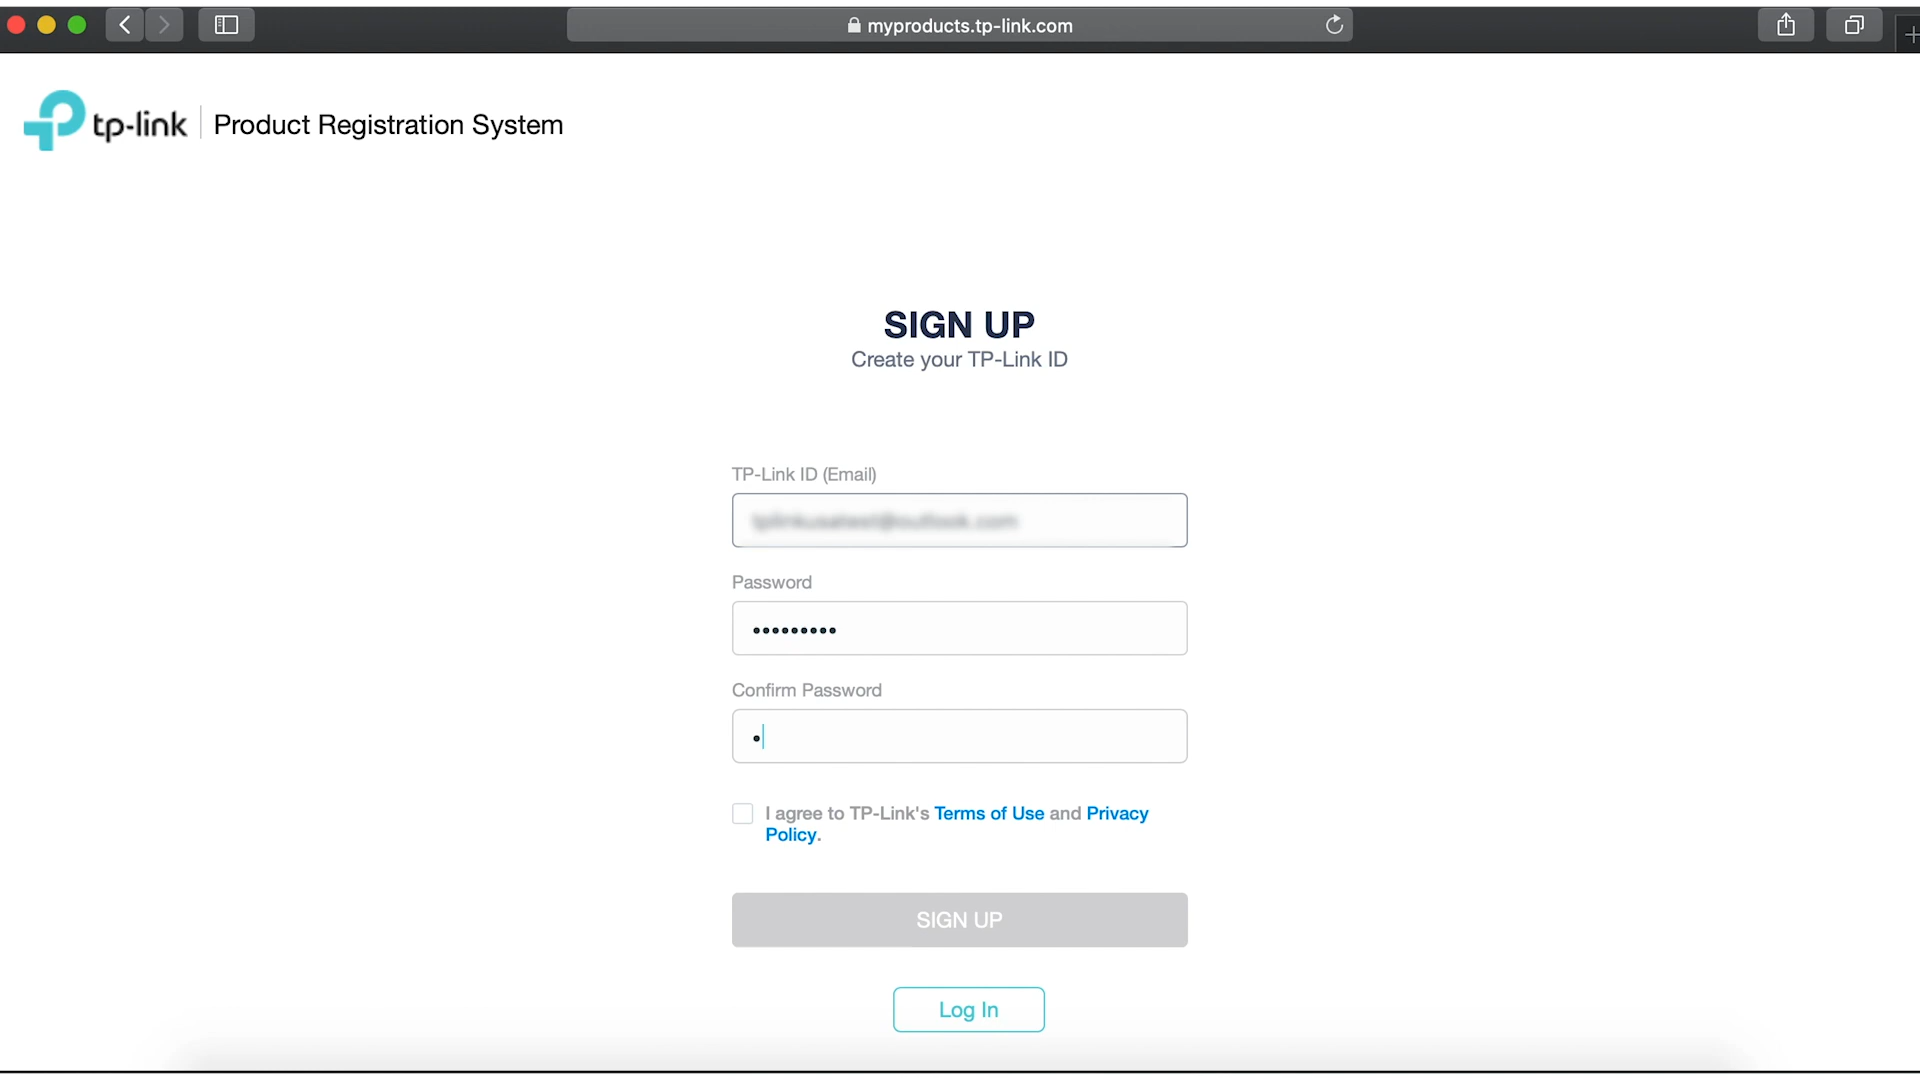 myproducts.tp-link.com
tp-link
Product Registration System
SIGN UP
Create your TP-Link ID
TP-Link ID (Email)
Password
•••••••••
Confirm Password
•
I agree to TP-Link's Terms of Use and Privacy
Policy.
SIGN UP
Log In